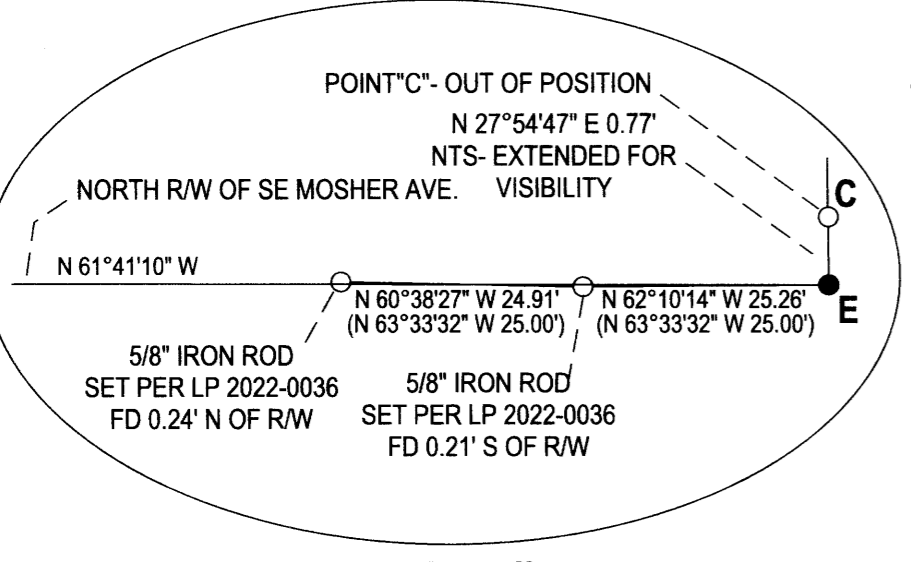 POINT"C"- OUT OF POSITION
N 27°54'47" E 0.77'
NTS- EXTENDED FOR
VISIBILITY
NORTH R/W OF SE MOSHER AVE.
C
N 61°41'10" W
N 60°38'27" W 24.91'
(N 63°33'32" W 25.00')
N 62°10'14" W 25.26'
(N 63°33'32" W 25.00')
E
5/8" IRON ROD
SET PER LP 2022-0036
FD 0.24' N OF R/W
5/8" IRON ROD
SET PER LP 2022-0036
FD 0.21' S OF R/W